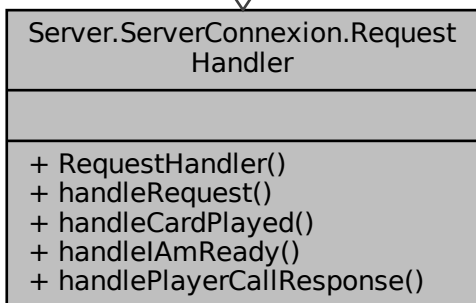 Server.ServerConnexion.Request
Handler
+ RequestHandler()
+ handleRequest()
+ handleCardPlayed()
+ handleIAmReady()
+ handlePlayerCallResponse()